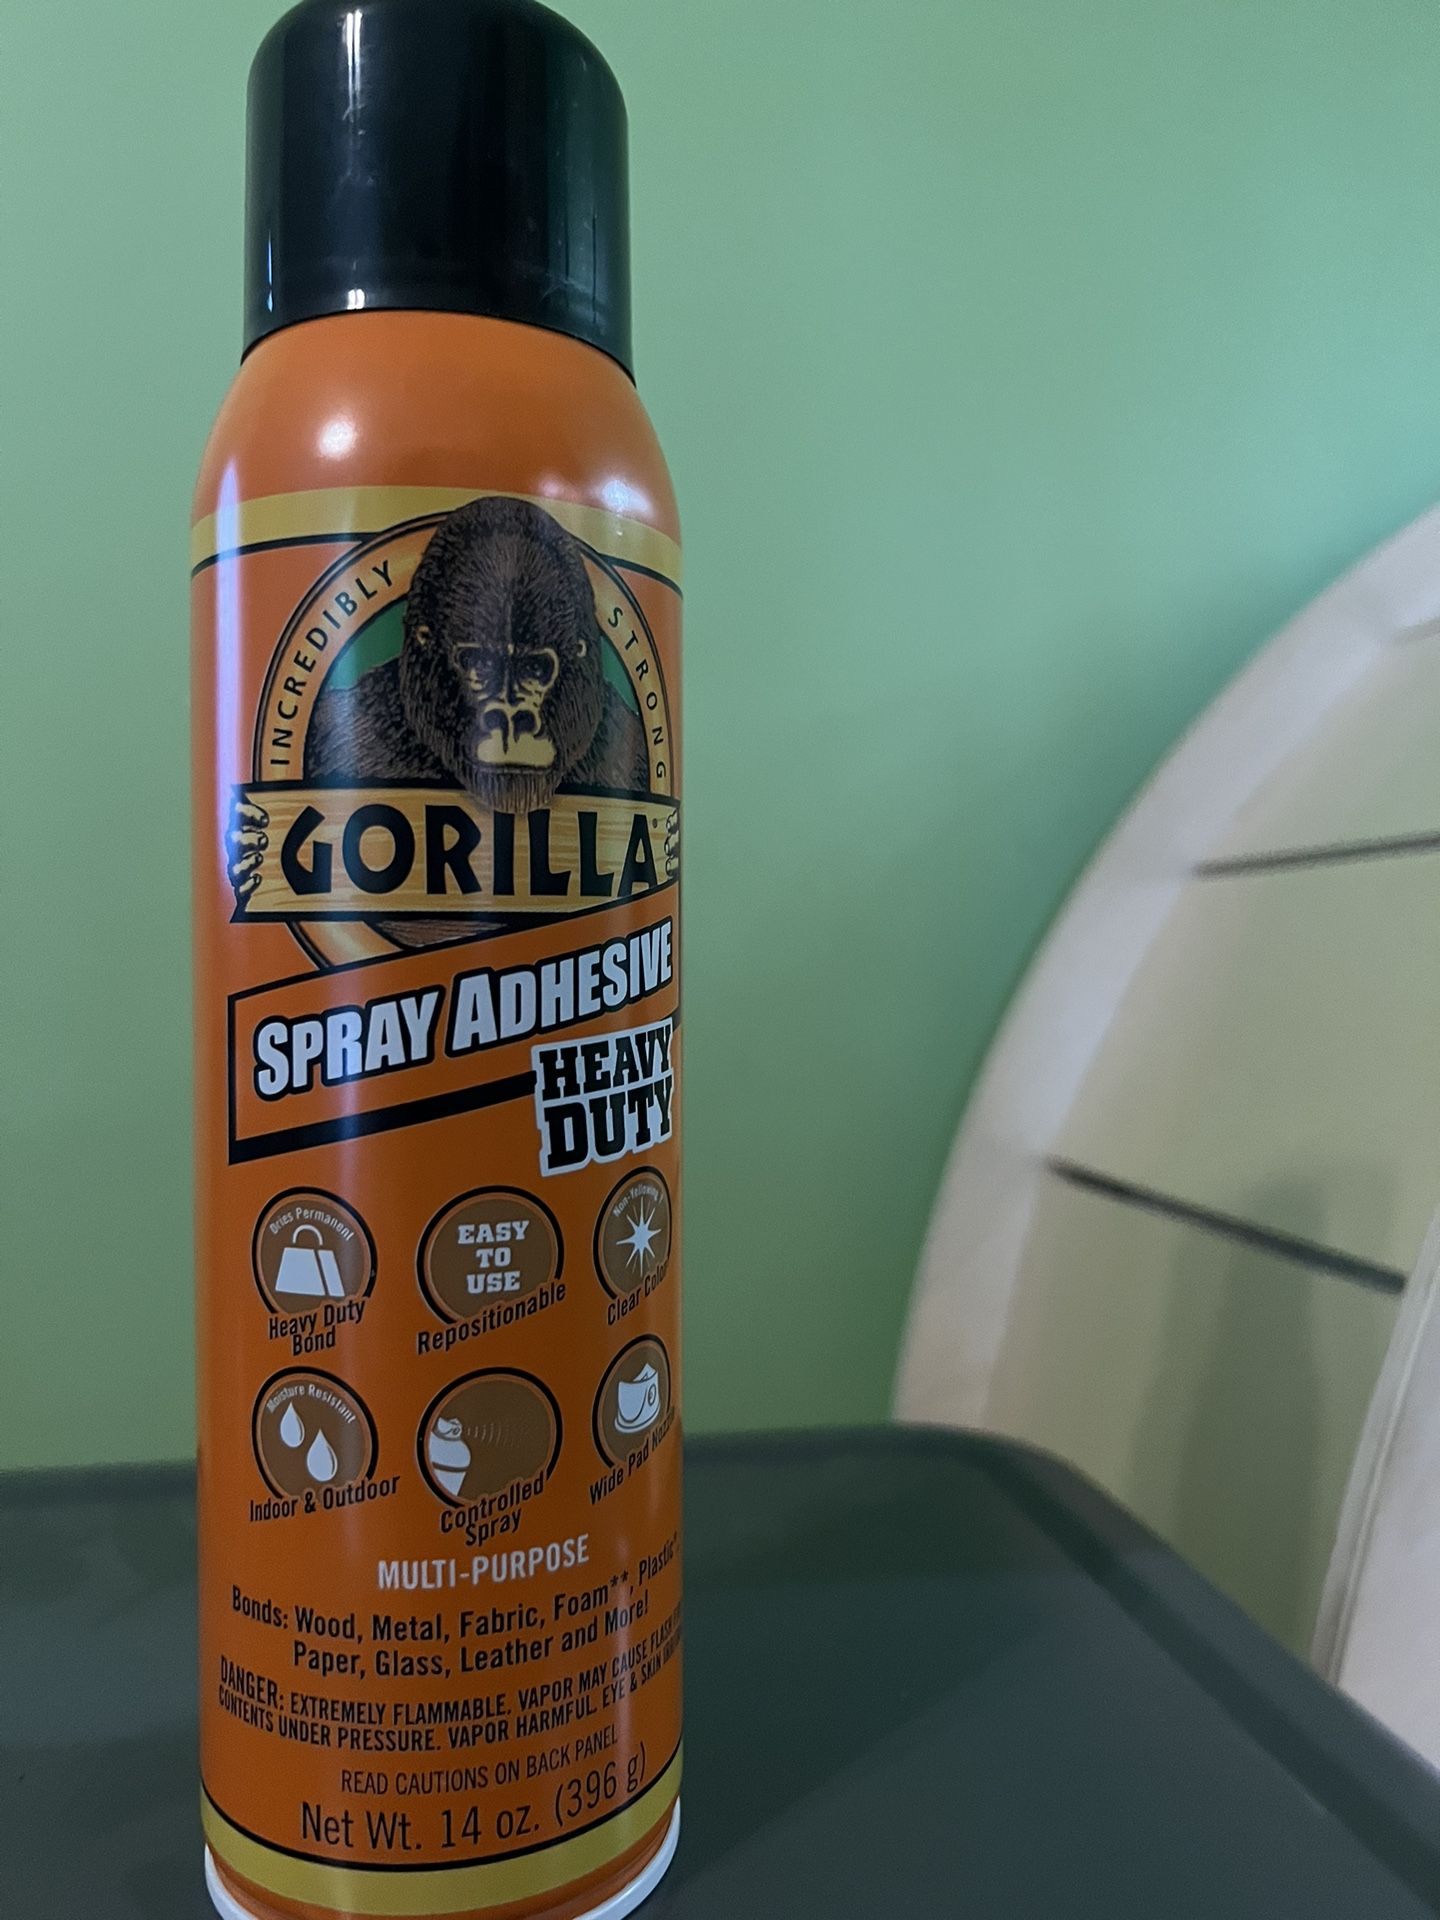 INCREDIBLY STRONG
GORILLA
SPRAY ADHESIVE
HEAVY
DUTY
Dries Permanent
Heavy Duty
Bond
EASY
TO
USE
Repositionable
Non-Yellowing
Clear Color
Moisture Resistant
Indoor & Outdoor
Controlled
Spray
Wide Pad Nozzle
MULTI-PURPOSE
Bonds: Wood, Metal, Fabric, Foam**, Plastic*,
Paper, Glass, Leather and More!
DANGER: EXTREMELY FLAMMABLE. VAPOR MAY CAUSE FLASH
CONTENTS UNDER PRESSURE. VAPOR HARMFUL. EYE & SKIN
READ CAUTIONS ON BACK PANEL
Net Wt. 14 oz. (396 g)